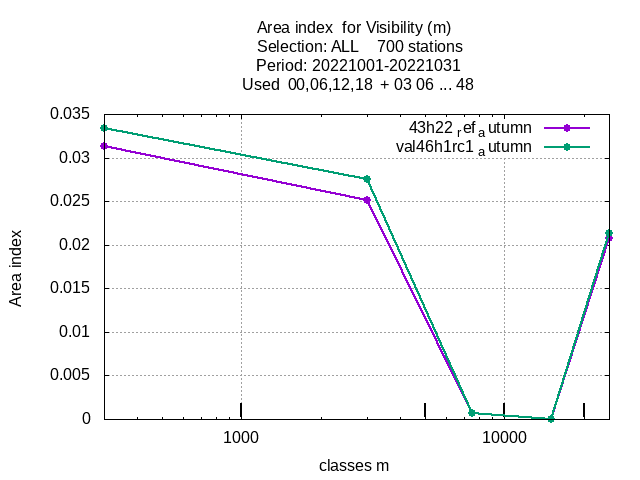 Area index  for Visibility (m)
Selection: ALL    700 stations
Period: 20221001-20221031
Used  00,06,12,18  + 03 06 ... 48
0.035
43h22 ref a utumn
0.03
val46h1rc1 a utumn
0.025
0.02
Area index
0.015
0.01
0.005
0
1000
10000
classes m